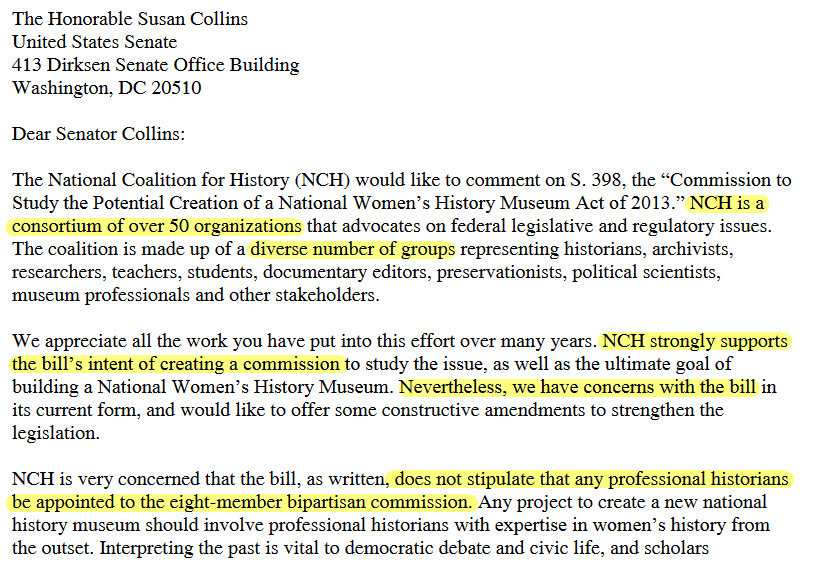 The Honorable Susan Collins
United States Senate
413 Dirksen Senate Office Building
Washington, DC 20510
Dear Senator Collins:
The National Coalition for History (NCH) would like to comment on S. 398, the “Commission to
Study the Potential Creation of a National Women’s History Museum Act of 2013.” NCH is a
consortium of over 50 organizations that advocates on federal legislative and regulatory issues.
The coalition is made up of a diverse number of groups representing historians, archivists,
researchers, teachers, students, documentary editors, preservationists, political scientists,
museum professionals and other stakeholders.
We appreciate all the work you have put into this effort over many years. NCH strongly supports
the bill’s intent of creating a commission to study the issue, as well as the ultimate goal of
building a National Women’s History Museum. Nevertheless, we have concerns with the bill in
its current form, and would like to offer some constructive amendments to strengthen the
legislation.
NCH is very concerned that the bill, as written, does not stipulate that any professional historians
be appointed to the eight-member bipartisan commission. Any project to create a new national
history museum should involve professional historians with expertise in women’s history from
the outset. Interpreting the past is vital to democratic debate and civic life, and scholars